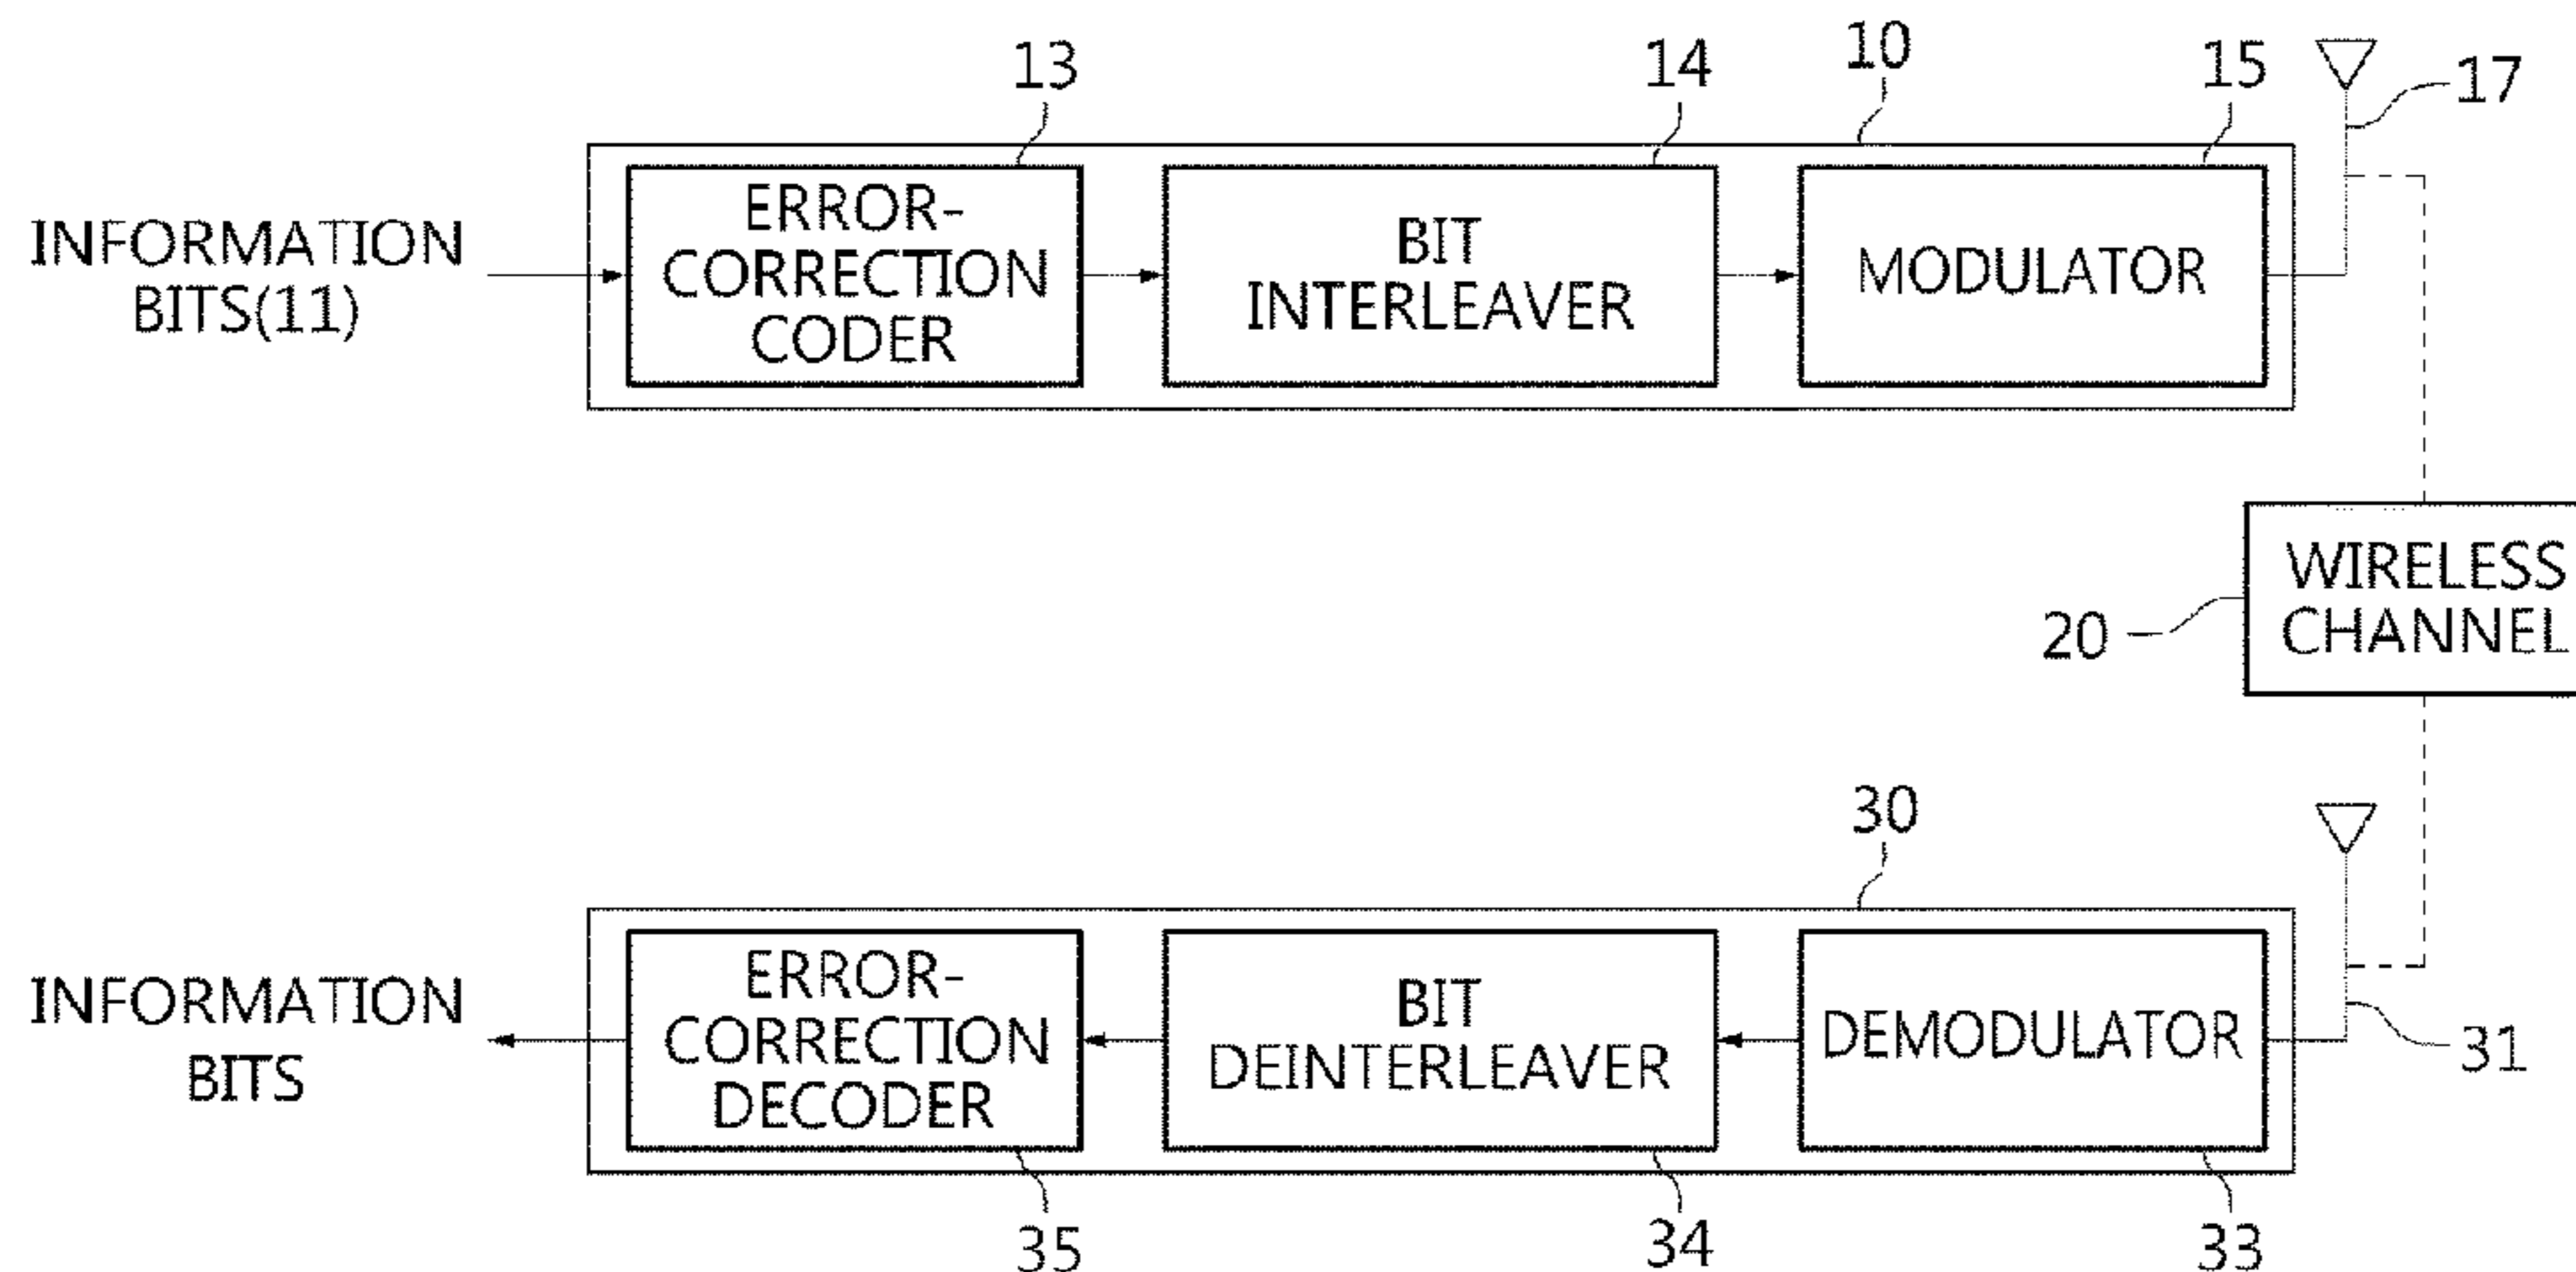 13
14
10
15
17
INFORMATION
BITS(11)
ERROR-
CORRECTION
CODER
BIT
INTERLEAVER
MODULATOR
WIRELESS
CHANNEL
20
30
INFORMATION
BITS
ERROR-
CORRECTION
DECODER
BIT
DEINTERLEAVER
DEMODULATOR
31
35
34
33